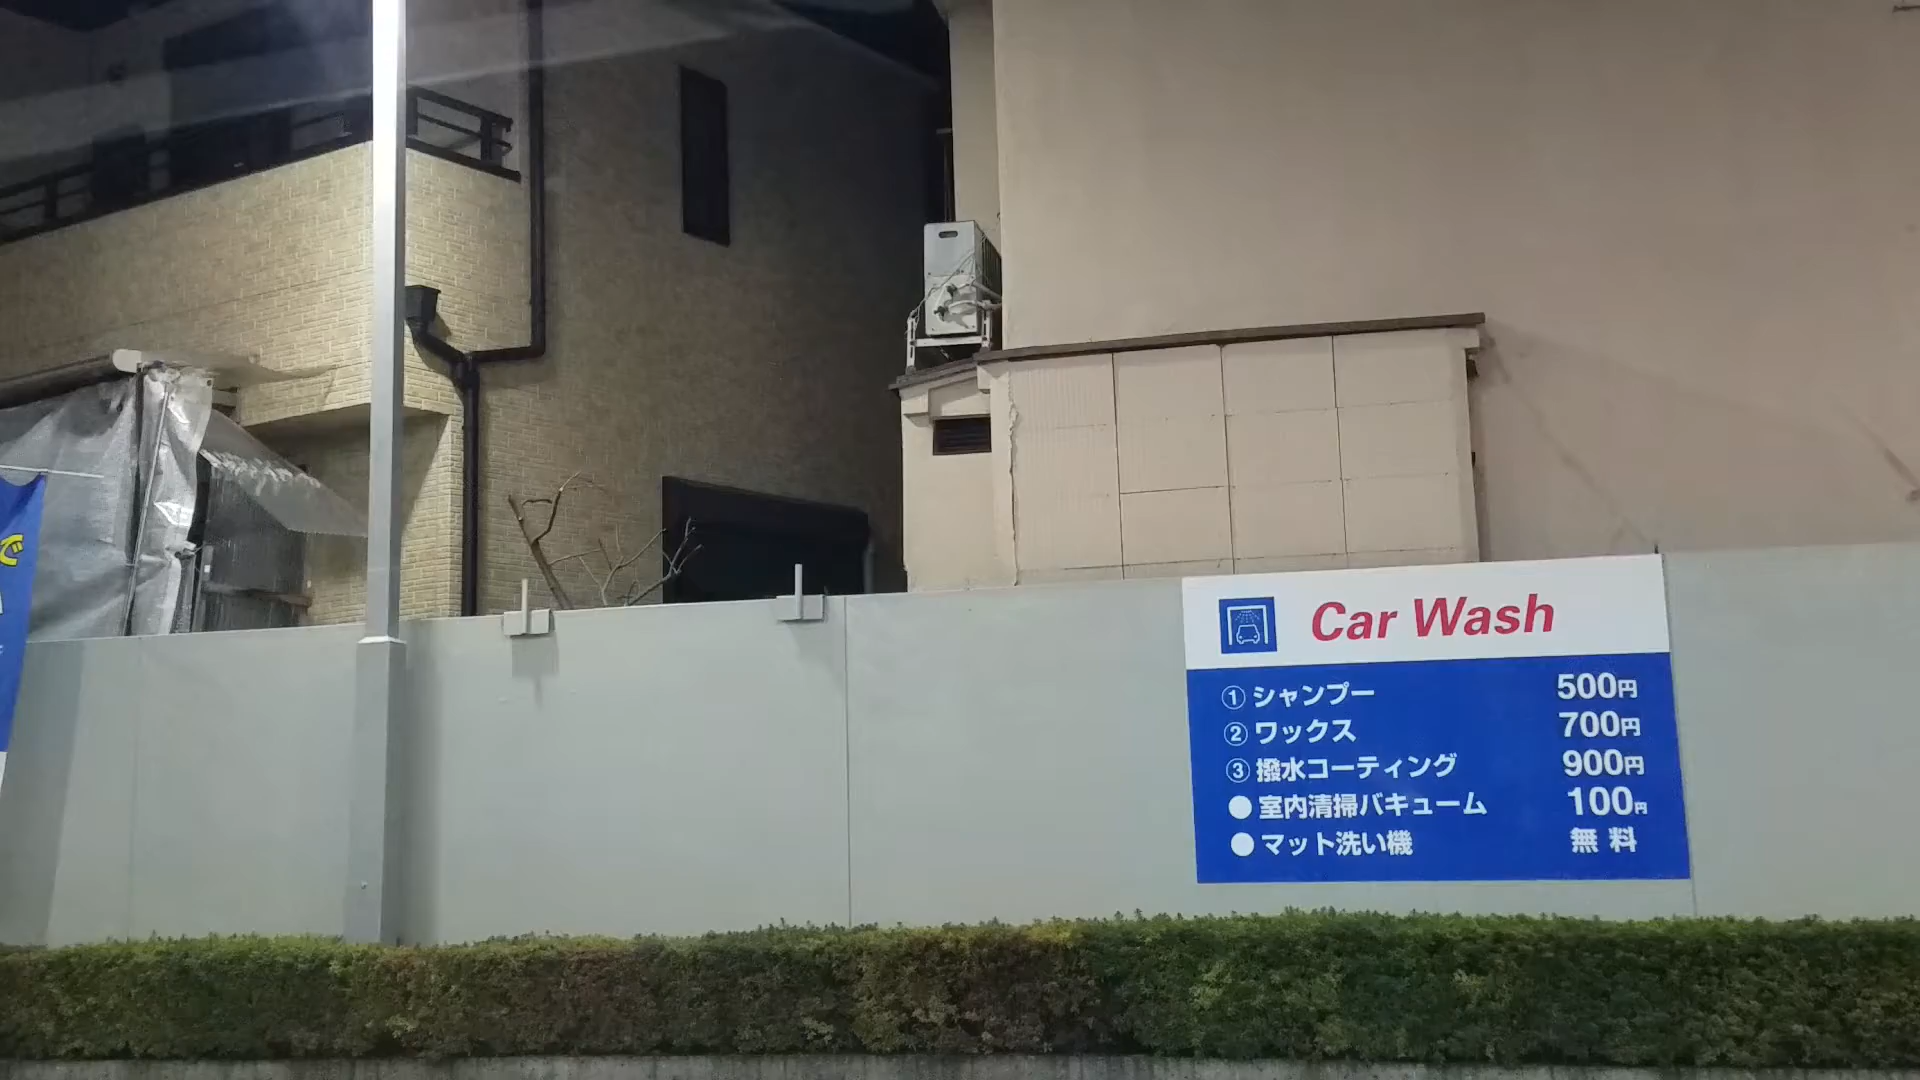 で
Car Wash
① シャンプー 500円
② ワックス 700円
③ 撥水コーティング 900円
● 室内清掃バキューム 100円
● マット洗い機 無料